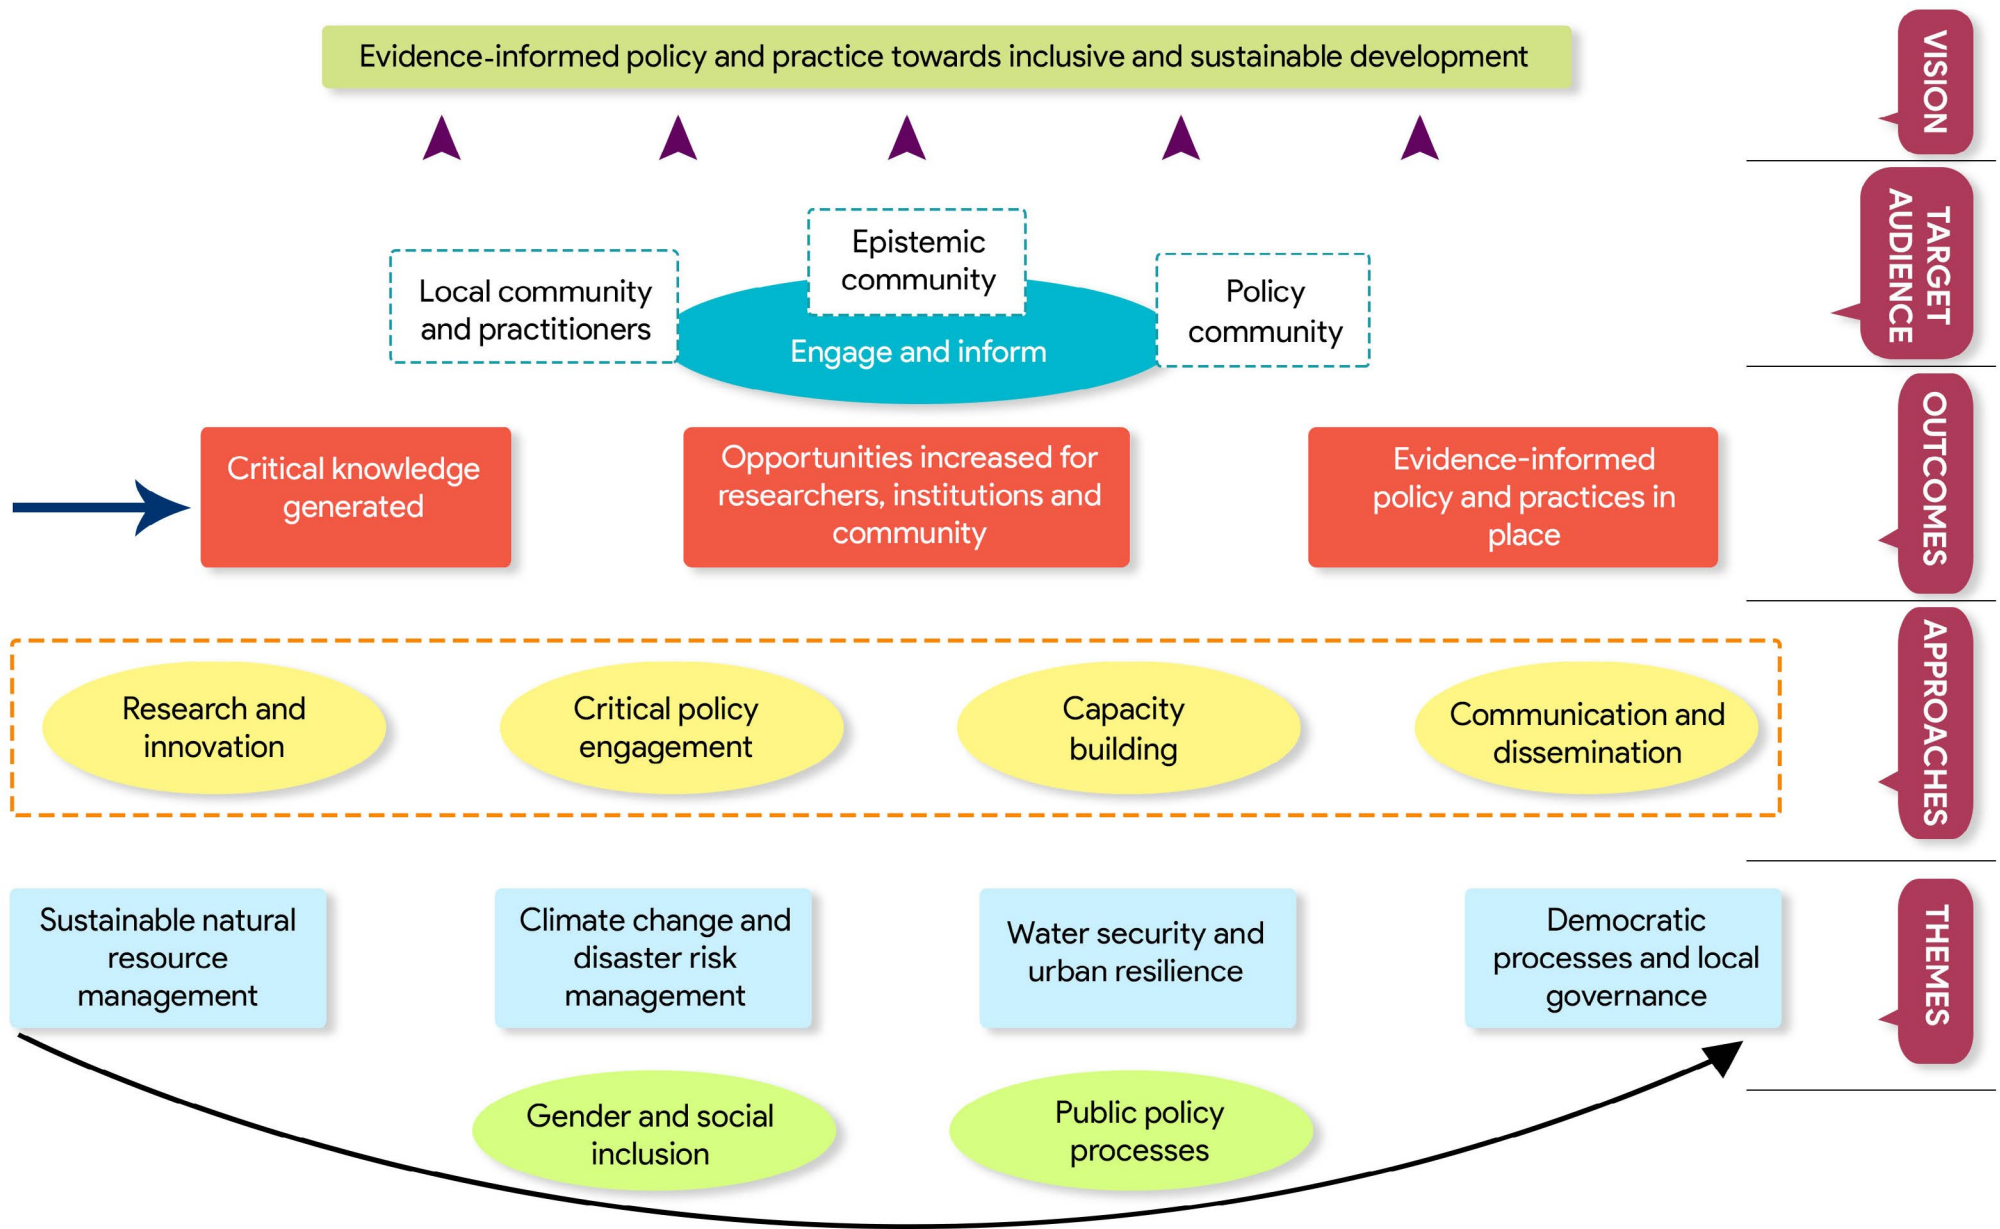 Evidence-informed policy and practice towards inclusive and sustainable development
VISION
Local community
and practitioners
Epistemic
community
Policy
community
Engage and inform
TARGET
AUDIENCE
Critical knowledge
generated
Opportunities increased for
researchers, institutions and
community
Evidence-informed
policy and practices in
place
OUTCOMES
Research and
innovation
Critical policy
engagement
Capacity
building
Communication and
dissemination
APPROACHES
Sustainable natural
resource
management
Climate change and
disaster risk
management
Water security and
urban resilience
Democratic
processes and local
governance
THEMES
Gender and social
inclusion
Public policy
processes